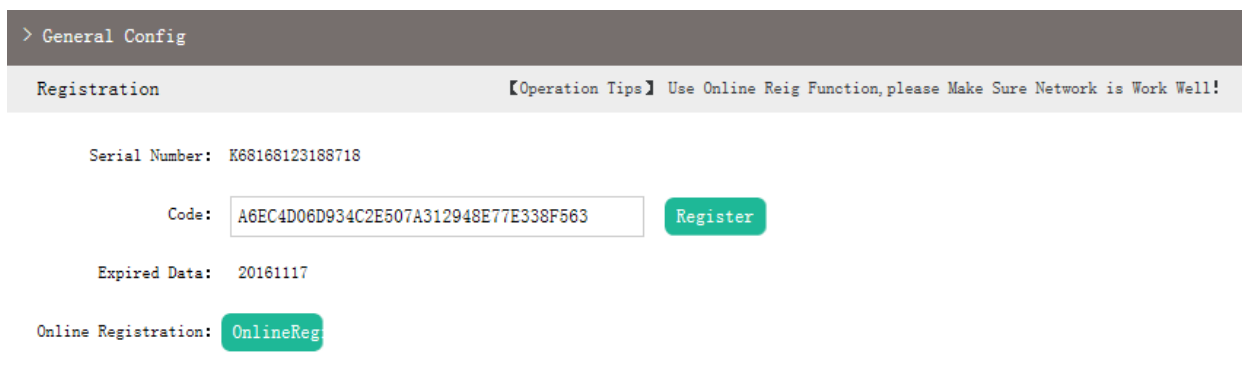 > General Config
Registration 【Operation Tips】 Use Online Reig Function,please Make Sure Network is Work Well!
Serial Number: K68168123188718
Code: A6EC4D06D934C2E507A312948E77E338F563 Register
Expired Data: 20161117
Online Registration: OnlineReg